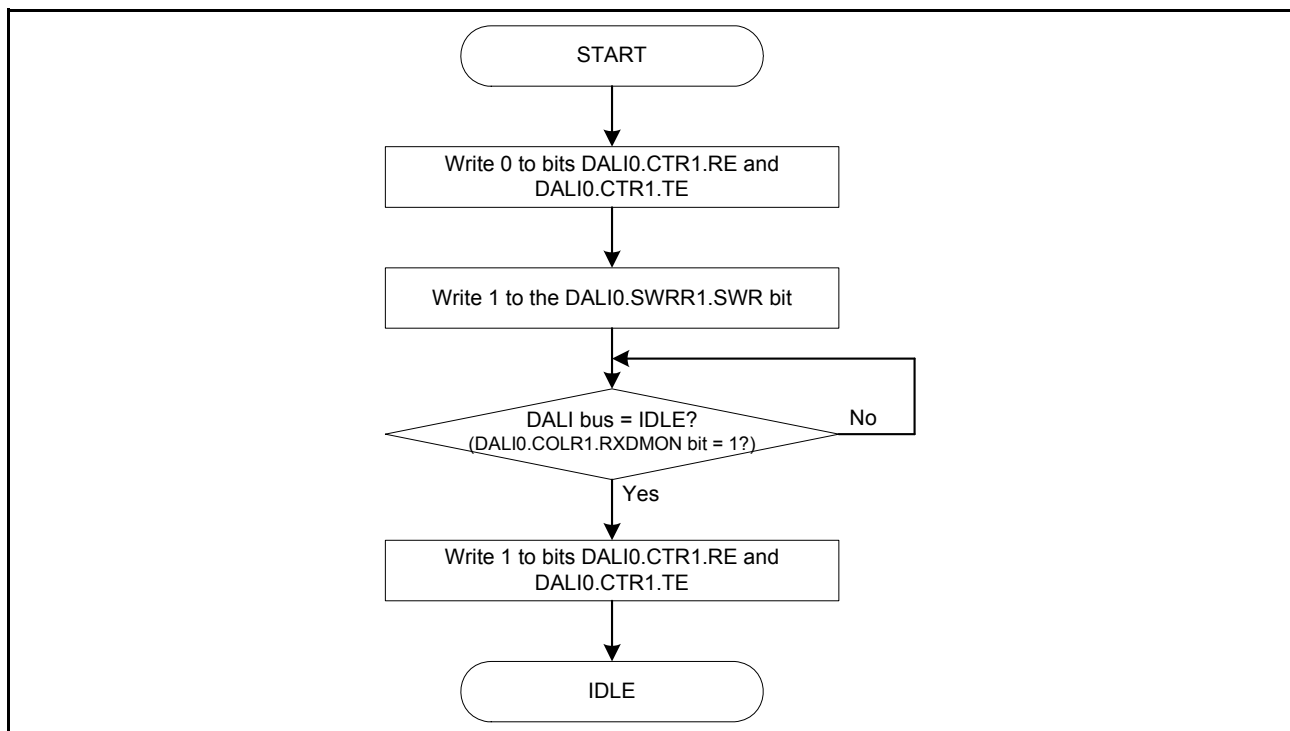 START
Write 0 to bits DALI0.CTR1.RE and
DALI0.CTR1.TE
Write 1 to the DALI0.SWRR1.SWR bit
DALI bus = IDLE?
(DALI0.COLR1.RXDMON bit = 1?)
No
Yes
Write 1 to bits DALI0.CTR1.RE and
DALI0.CTR1.TE
IDLE